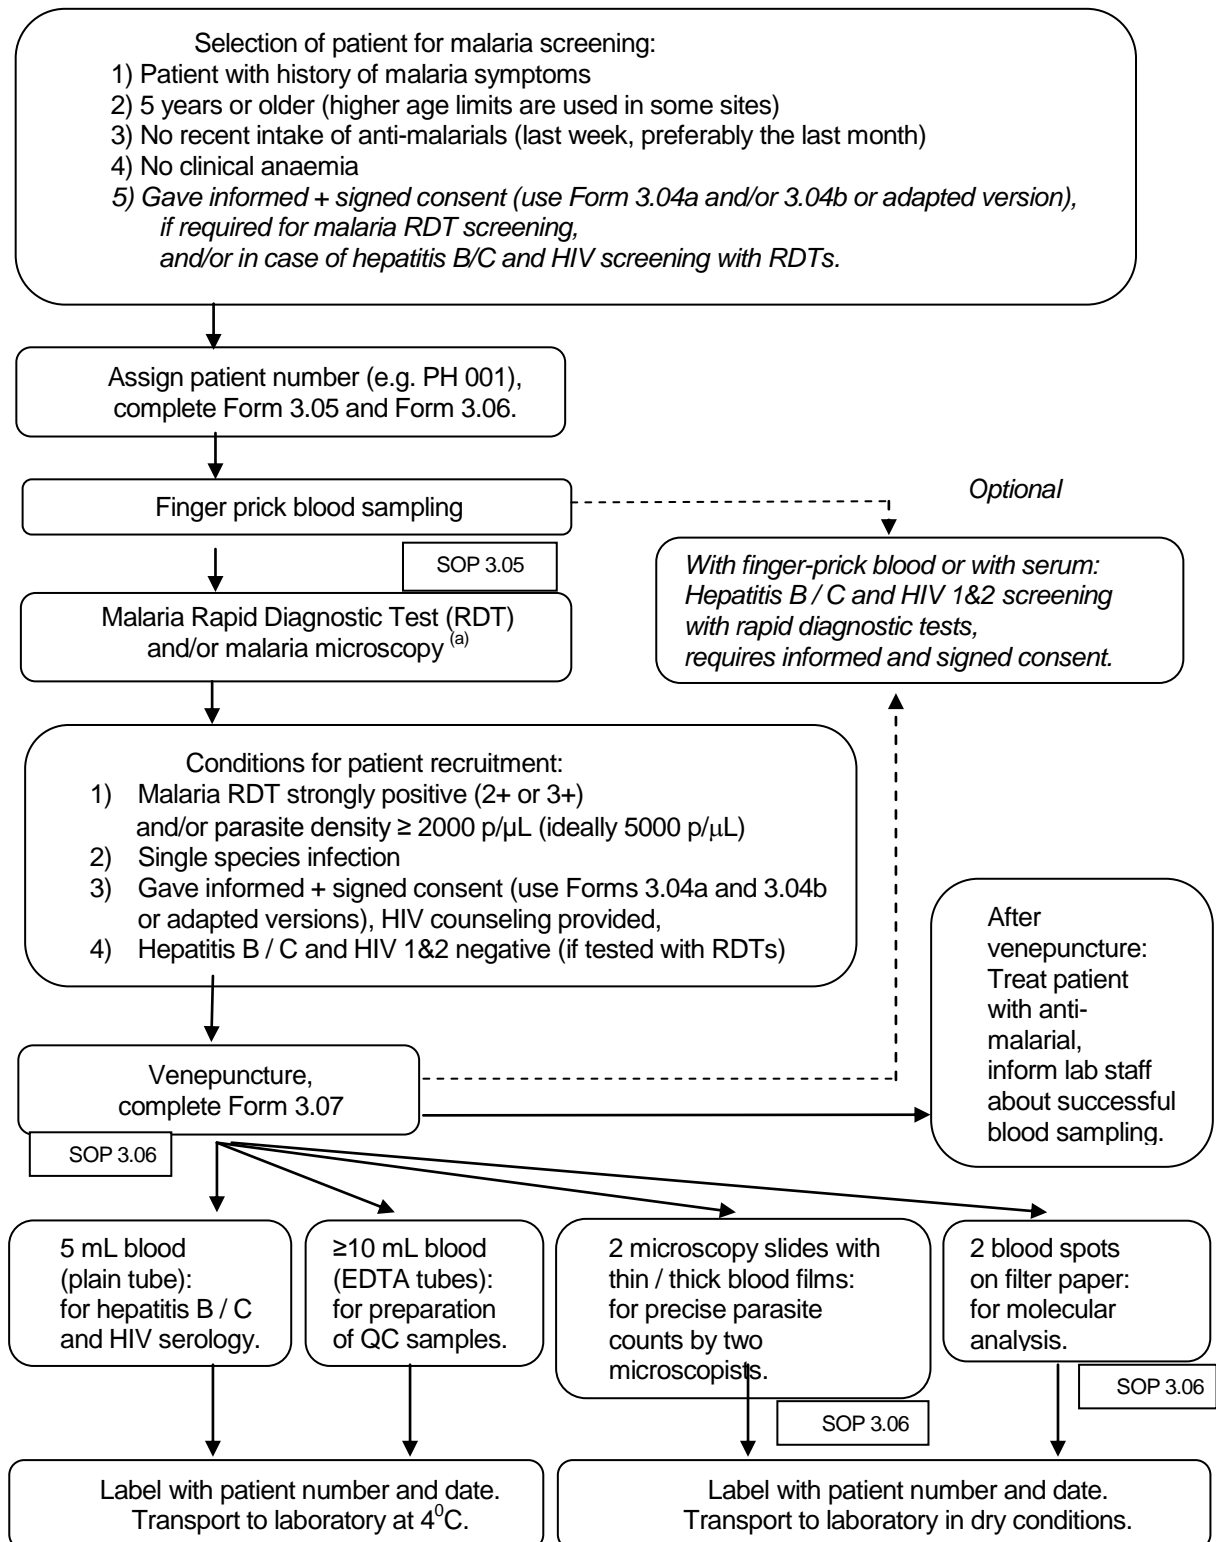 Selection of patient for malaria screening:
1) Patient with history of malaria symptoms
2) 5 years or older (higher age limits are used in some sites)
3) No recent intake of anti-malarials (last week, preferably the last month)
4) No clinical anaemia
5) Gave informed + signed consent (use Form 3.04a and/or 3.04b or adapted version),
if required for malaria RDT screening,
and/or in case of hepatitis B/C and HIV screening with RDTs.
Assign patient number (e.g. PH 001),
complete Form 3.05 and Form 3.06.
Finger prick blood sampling
Optional
SOP 3.05
With finger-prick blood or with serum:
Hepatitis B / C and HIV 1&2 screening
with rapid diagnostic tests,
requires informed and signed consent.
Malaria Rapid Diagnostic Test (RDT)
and/or malaria microscopy (a)
Conditions for patient recruitment:
1) Malaria RDT strongly positive (2+ or 3+)
and/or parasite density ≥ 2000 p/µL (ideally 5000 p/µL)
2) Single species infection
3) Gave informed + signed consent (use Forms 3.04a and 3.04b
or adapted versions), HIV counseling provided,
4) Hepatitis B / C and HIV 1&2 negative (if tested with RDTs)
After
venepuncture:
Treat patient
with anti-
malarial,
inform lab staff
about successful
blood sampling.
Venepuncture,
complete Form 3.07
SOP 3.06
5 mL blood
(plain tube):
for hepatitis B / C
and HIV serology.
≥10 mL blood
(EDTA tubes):
for preparation
of QC samples.
2 microscopy slides with
thin / thick blood films:
for precise parasite
counts by two
microscopists.
2 blood spots
on filter paper:
for molecular
analysis.
SOP 3.06
SOP 3.06
Label with patient number and date.
Transport to laboratory at 4⁰C.
Label with patient number and date.
Transport to laboratory in dry conditions.